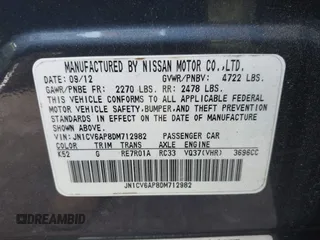 MANUFACTURED BY NISSAN MOTOR CO.,LTD.
DATE: 09/12 GVWR/PNBV: 4722 LBS.
GAWR/PNBE FR: 2270 LBS. RR: 2478 LBS.
THIS VEHICLE CONFORMS TO ALL APPLICABLE FEDERAL
MOTOR VEHICLE SAFETY, BUMPER, AND THEFT PREVENTION
STANDARDS IN EFFECT ON THE DATE OF MANUFACTURE
SHOWN ABOVE.
VIN: JN1CV6AP8DM712982 PASSENGER CAR
COLOR TRIM TRANS AXLE ENGINE
K52 G RE7R01A RC33 VQ37(VHR) 3696CC
JN1CV6AP8DM712982
DREAMBID